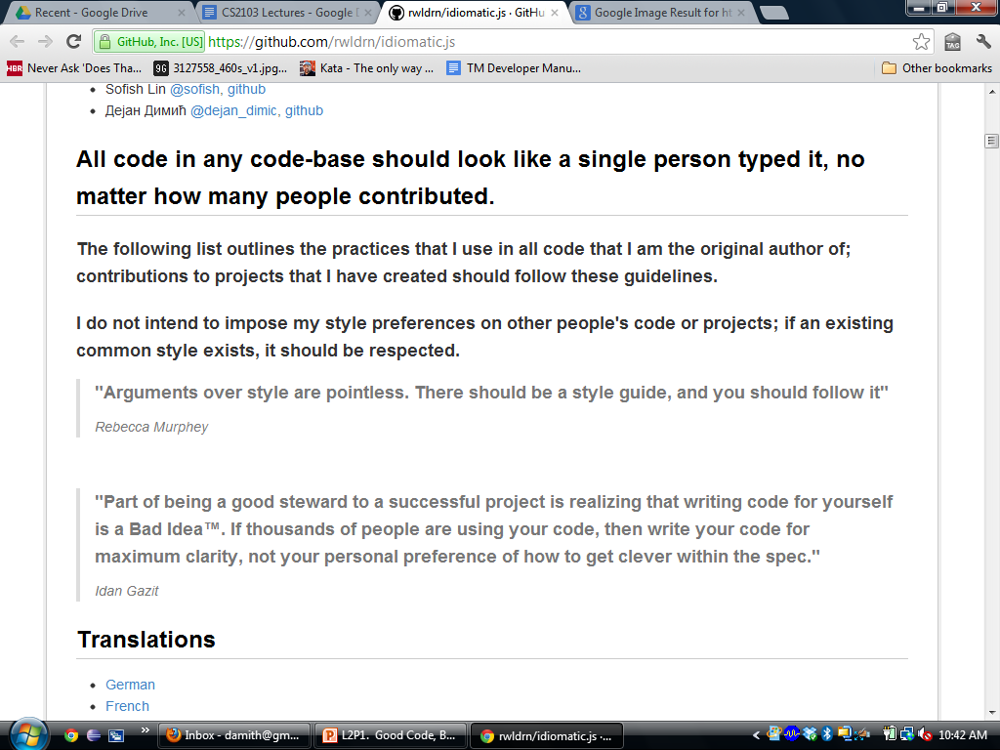 Recent - Google Drive
CS2103 Lectures - Google D
rwldrn/idiomatic.js · GitHu
Google Image Result for ht
GitHub, Inc. [US] https://github.com/rwldrn/idiomatic.js
TAG
HBR Never Ask 'Does Tha...
9G 3127558_460s_v1.jpg...
Kata - The only way ...
TM Developer Manu...
Other bookmarks
• Sofish Lin @sofish, github
• Дејан Димић @dejan_dimic, github
All code in any code-base should look like a single person typed it, no
matter how many people contributed.
The following list outlines the practices that I use in all code that I am the original author of;
contributions to projects that I have created should follow these guidelines.
I do not intend to impose my style preferences on other people's code or projects; if an existing
common style exists, it should be respected.
"Arguments over style are pointless. There should be a style guide, and you should follow it"
Rebecca Murphey
"Part of being a good steward to a successful project is realizing that writing code for yourself
is a Bad Idea™. If thousands of people are using your code, then write your code for
maximum clarity, not your personal preference of how to get clever within the spec."
Idan Gazit
Translations
• German
• French
Inbox - damith@gm...
L2P1. Good Code, B...
rwldrn/idiomatic.js ·...
10:42 AM